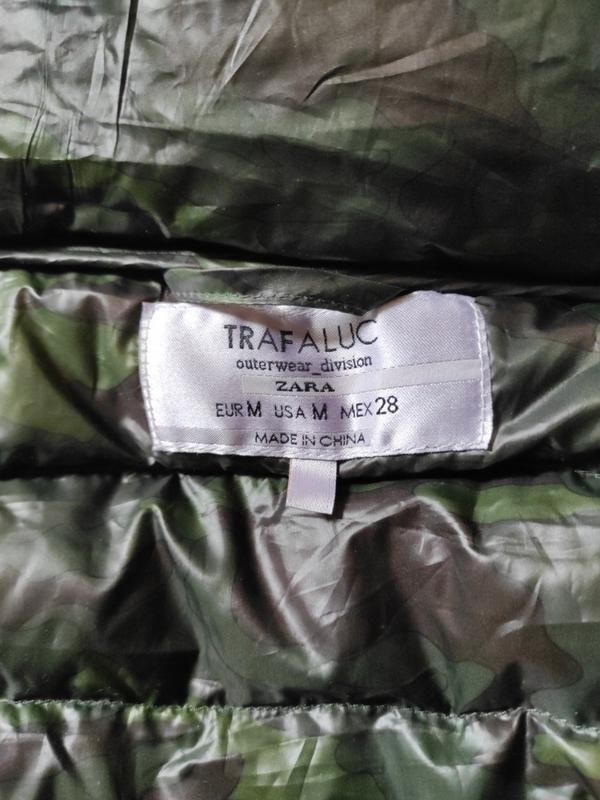 TRAFALUC
outerwear_division
ZARA
EUR M USA M MEX 28
MADE IN CHINA